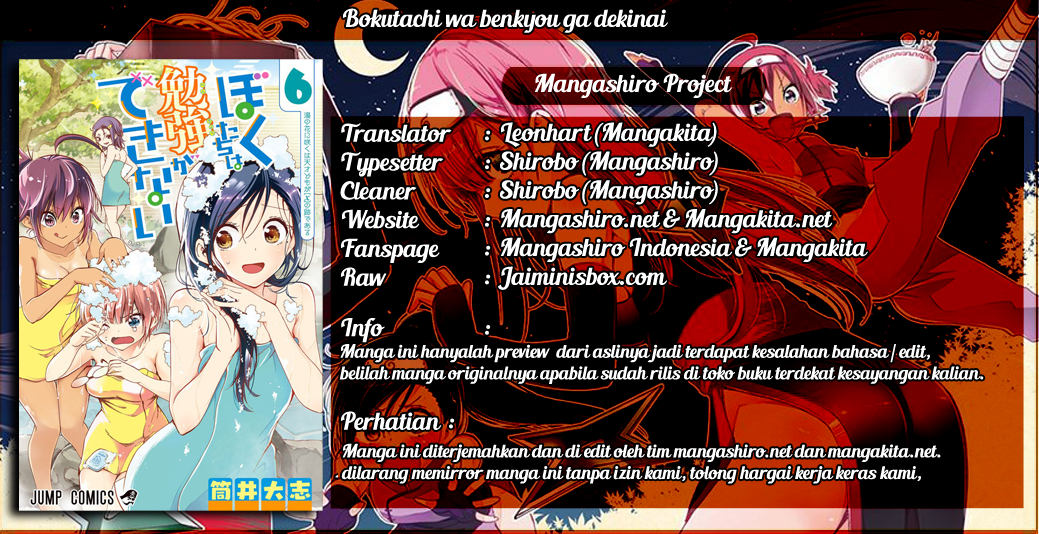 Bokutachi wa benkyou ga dekinai
Mangashiro Project
Translator : Leonhart (Mangakita)
Typesetter : Shirobo (Mangashiro)
Cleaner : Shirobo (Mangashiro)
Website : Mangashiro.net & Mangakita.net
Fanspage : Mangashiro Indonesia & Mangakita
Raw : Jaiminisbox.com
Info :
Manga ini hanyalah preview dari aslinya jadi terdapat kesalahan bahasa / edit,
belilah manga originalnya apabila sudah rilis di toko buku terdekat kesayangan kalian.
Perhatian :
Manga ini diterjemahkan dan di edit oleh tim mangashiro.net dan mangakita.net.
dilarang memirror manga ini tanpa izin kami, tolong hargai kerja keras kami,
6
ぼくたちは
勉強が
できない
JUMP COMICS
筒井大志